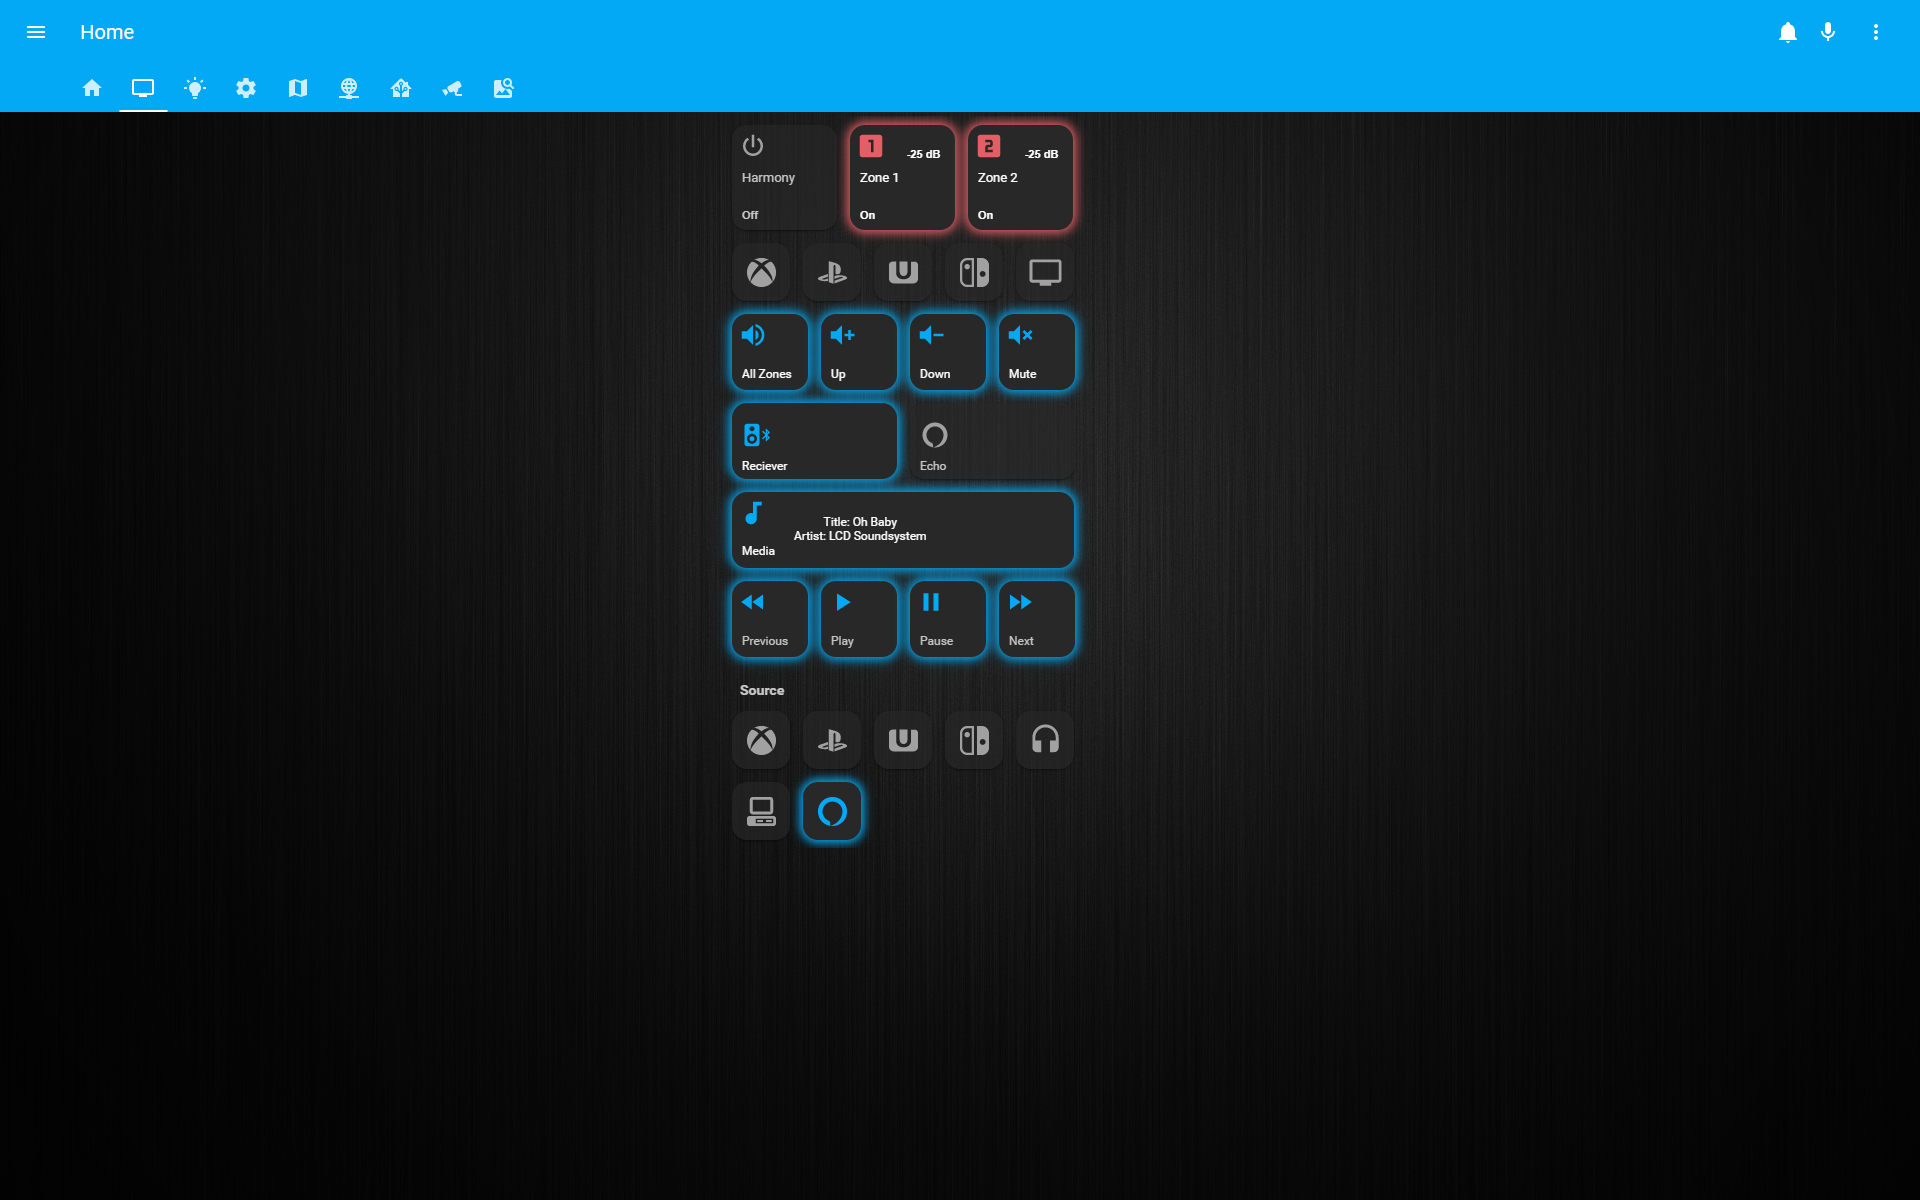 Home
1
-25 dB
2
-25 dB
Harmony
Zone 1
Zone 2
Off
On
On
All Zones
Up
Down
Mute
Reciever
Echo
Title: Oh Baby
Artist: LCD Soundsystem
Media
Previous
Play
Pause
Next
Source